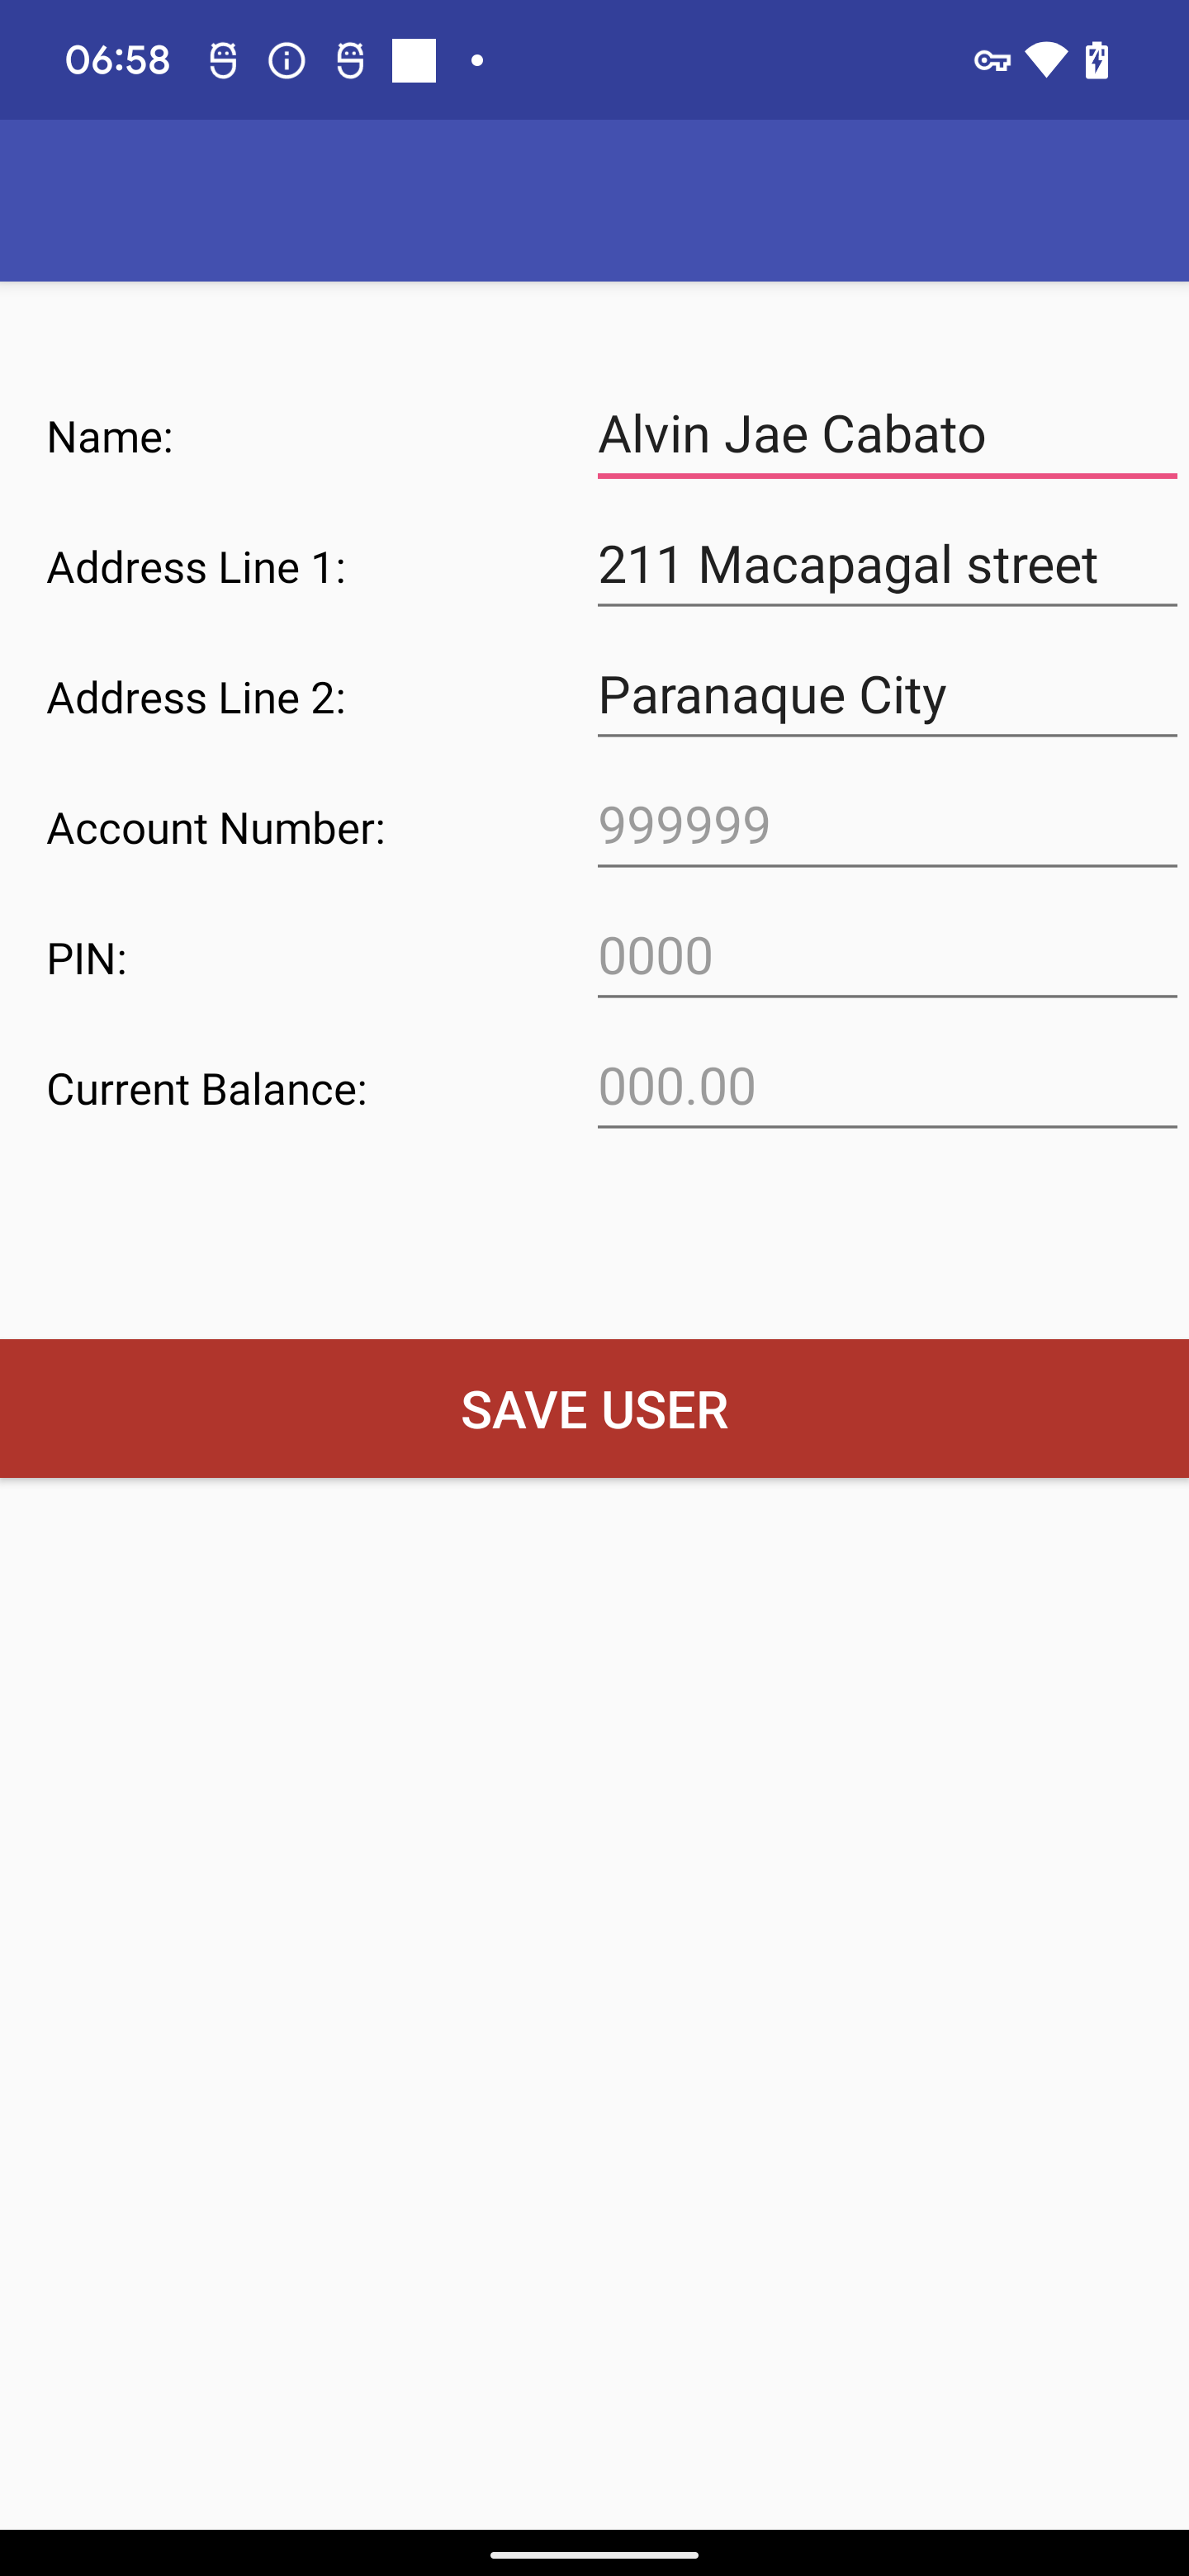 06:58
Name: Alvin Jae Cabato
Address Line 1: 211 Macapagal street
Address Line 2: Paranaque City
Account Number: 999999
PIN: 0000
Current Balance: 000.00
SAVE USER